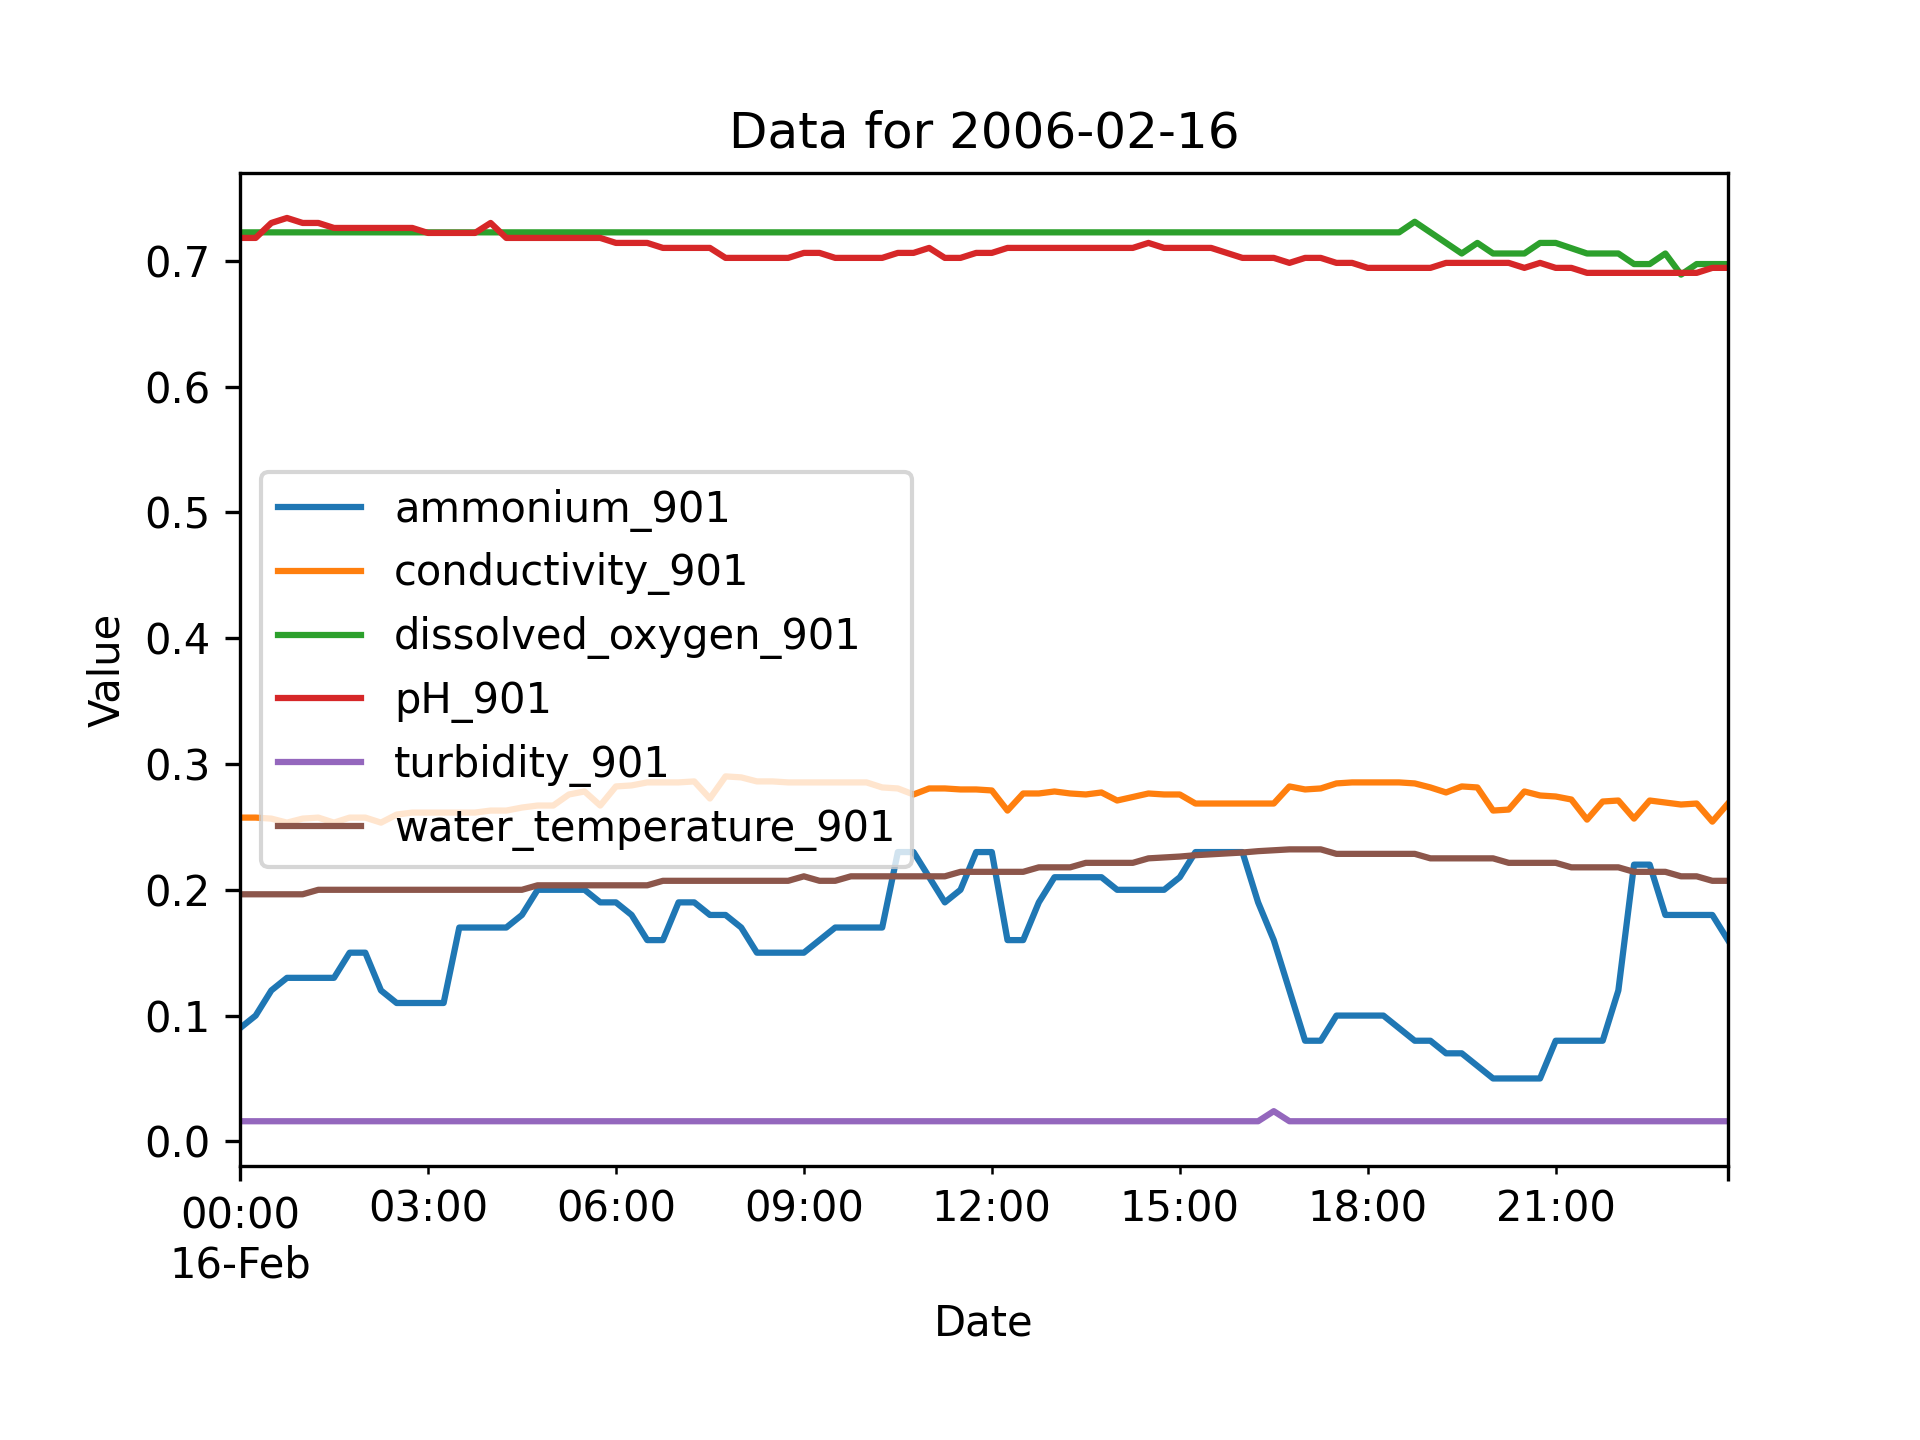 Data for 2006-02-16
Value
0.7
0.6
0.5
0.4
0.3
0.2
0.1
0.0
ammonium_901
conductivity_901
dissolved_oxygen_901
pH_901
turbidity_901
water_temperature_901
00:00 03:00 06:00 09:00 12:00 15:00 18:00 21:00
16-Feb
Date